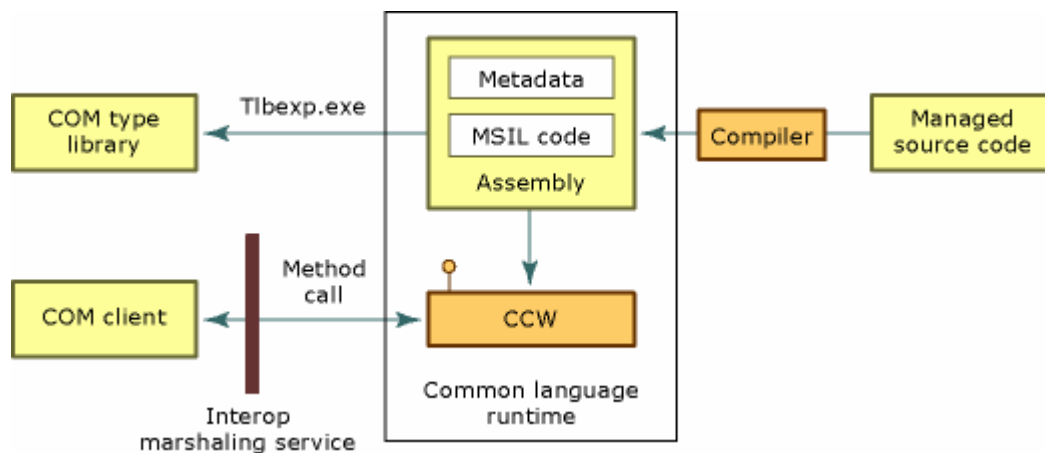 Metadata
Tlbexp.exe
COM type
library
MSIL code
Compiler
Managed
source code
Assembly
Method
call
COM client
CCW
Common language
runtime
Interop
marshaling service